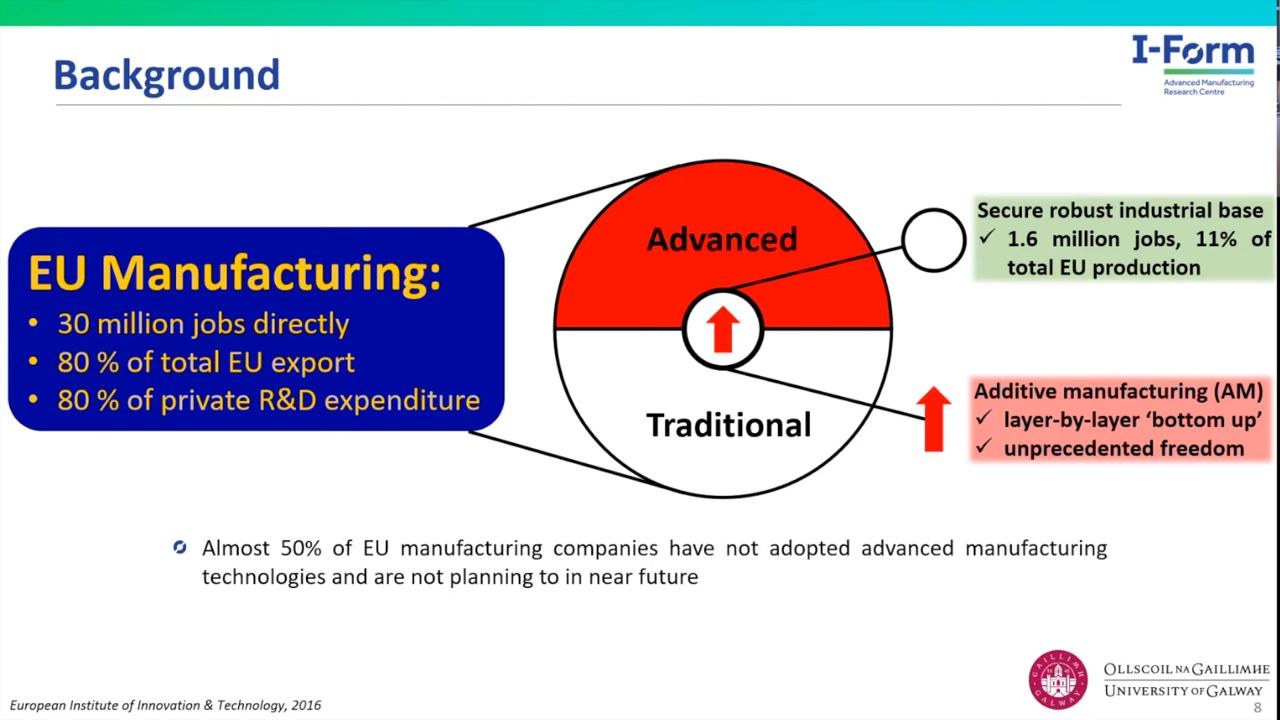 Background
I-Form
Advanced Manufacturing
Research Centre
EU Manufacturing:
• 30 million jobs directly
• 80 % of total EU export
• 80 % of private R&D expenditure
Advanced
Traditional
Secure robust industrial base
✓ 1.6 million jobs, 11% of
total EU production
Additive manufacturing (AM)
✓ layer-by-layer ‘bottom up’
✓ unprecedented freedom
Almost 50% of EU manufacturing companies have not adopted advanced manufacturing
technologies and are not planning to in near future
European Institute of Innovation & Technology, 2016
GAILLIMH
GALWAY
OLLSCOIL NA GAILLIMHE
UNIVERSITY OF GALWAY
8